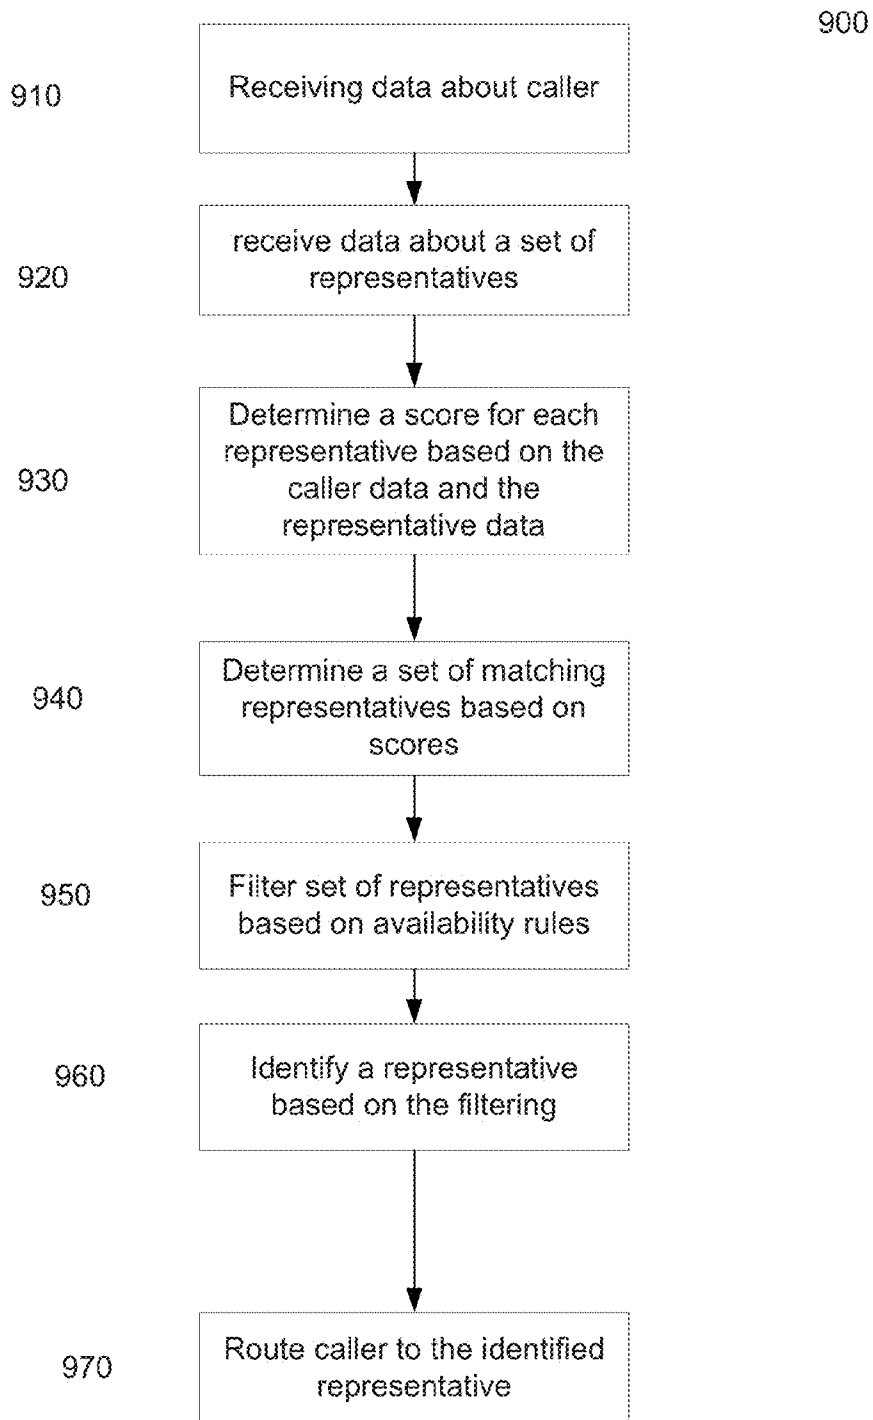 900
910
Receiving data about caller
920
receive data about a set of
representatives
930
Determine a score for each
representative based on the
caller data and the
representative data
940
Determine a set of matching
representatives based on
scores
950
Filter set of representatives
based on availability rules
960
Identify a representative
based on the filtering
970
Route caller to the identified
representative